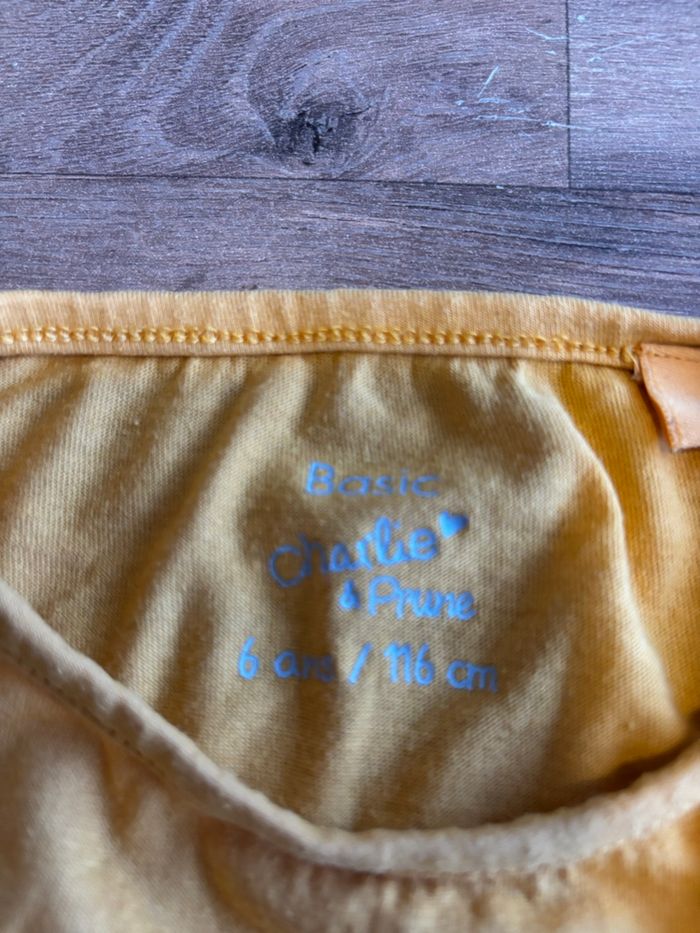 Basic
Charlie
& Prune
6 ans / 116 cm